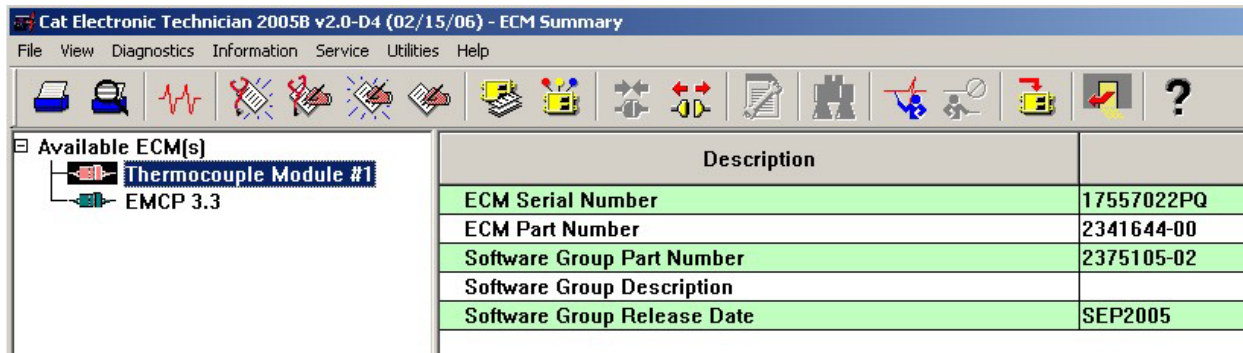 Cat Electronic Technician 2005B v2.0-D4 (02/15/06) - ECM Summary
File View Diagnostics Information Service Utilities Help
?
Available ECM(s)
Thermocouple Module #1
EMCP 3.3
Description
ECM Serial Number 17557022PQ
ECM Part Number 2341644-00
Software Group Part Number 2375105-02
Software Group Description
Software Group Release Date SEP2005